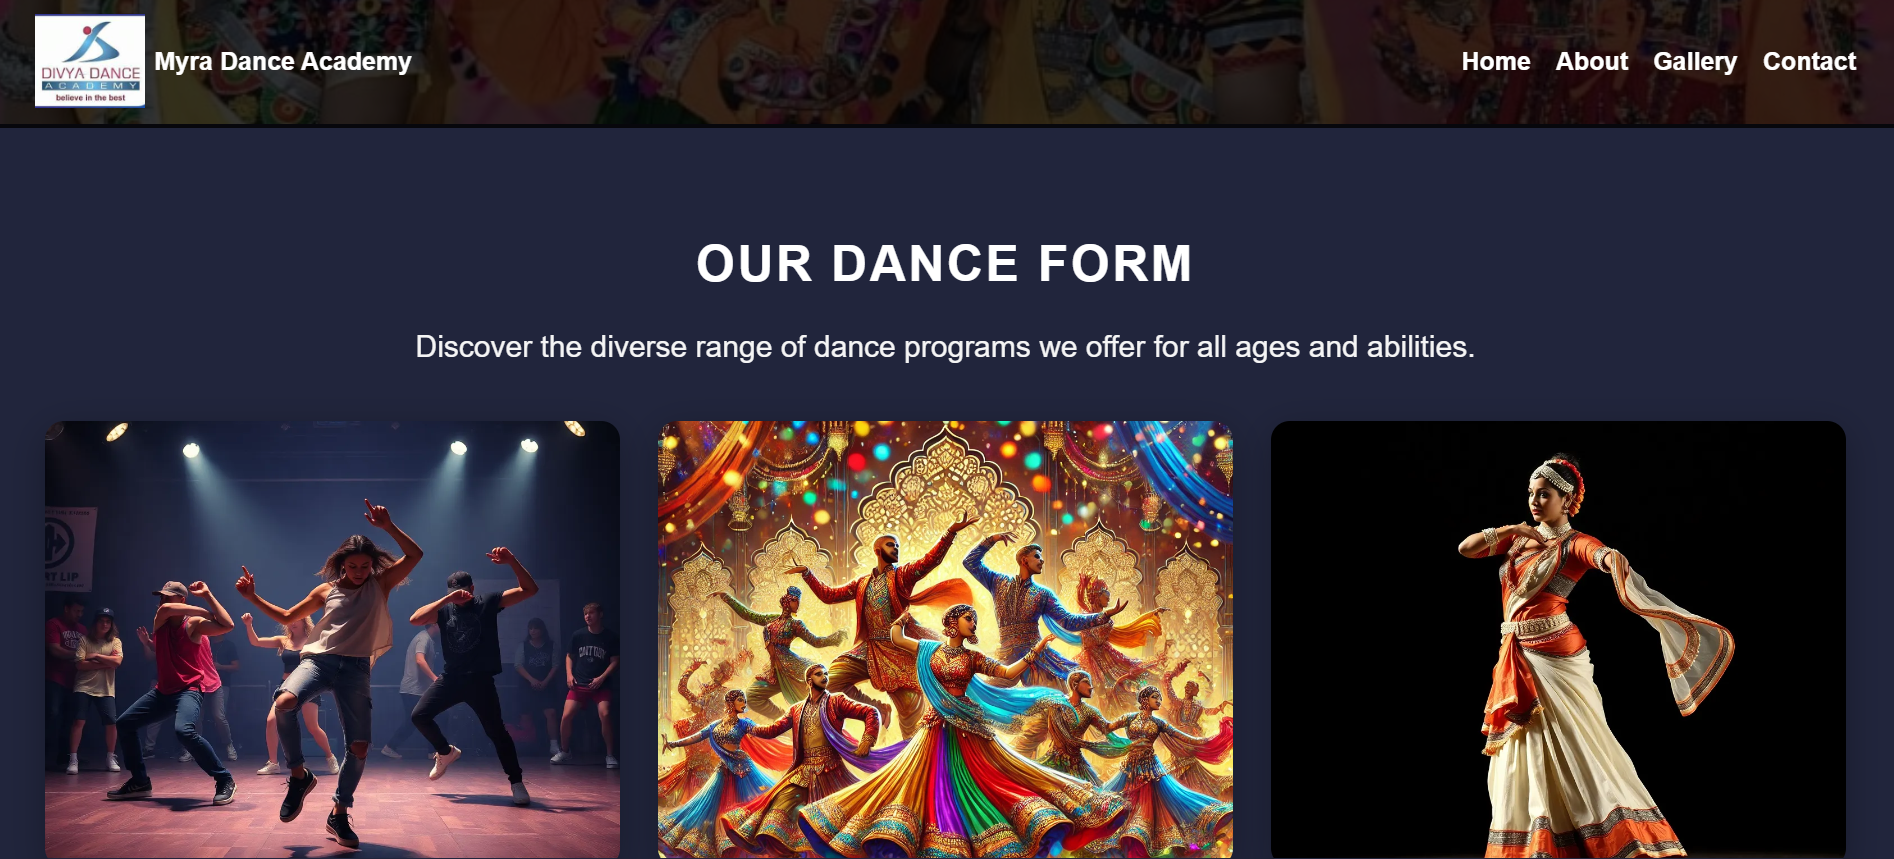 DIVYA DANCE
ACADEMY
believe in the best
Myra Dance Academy
Home About Gallery Contact
OUR DANCE FORM
Discover the diverse range of dance programs we offer for all ages and abilities.